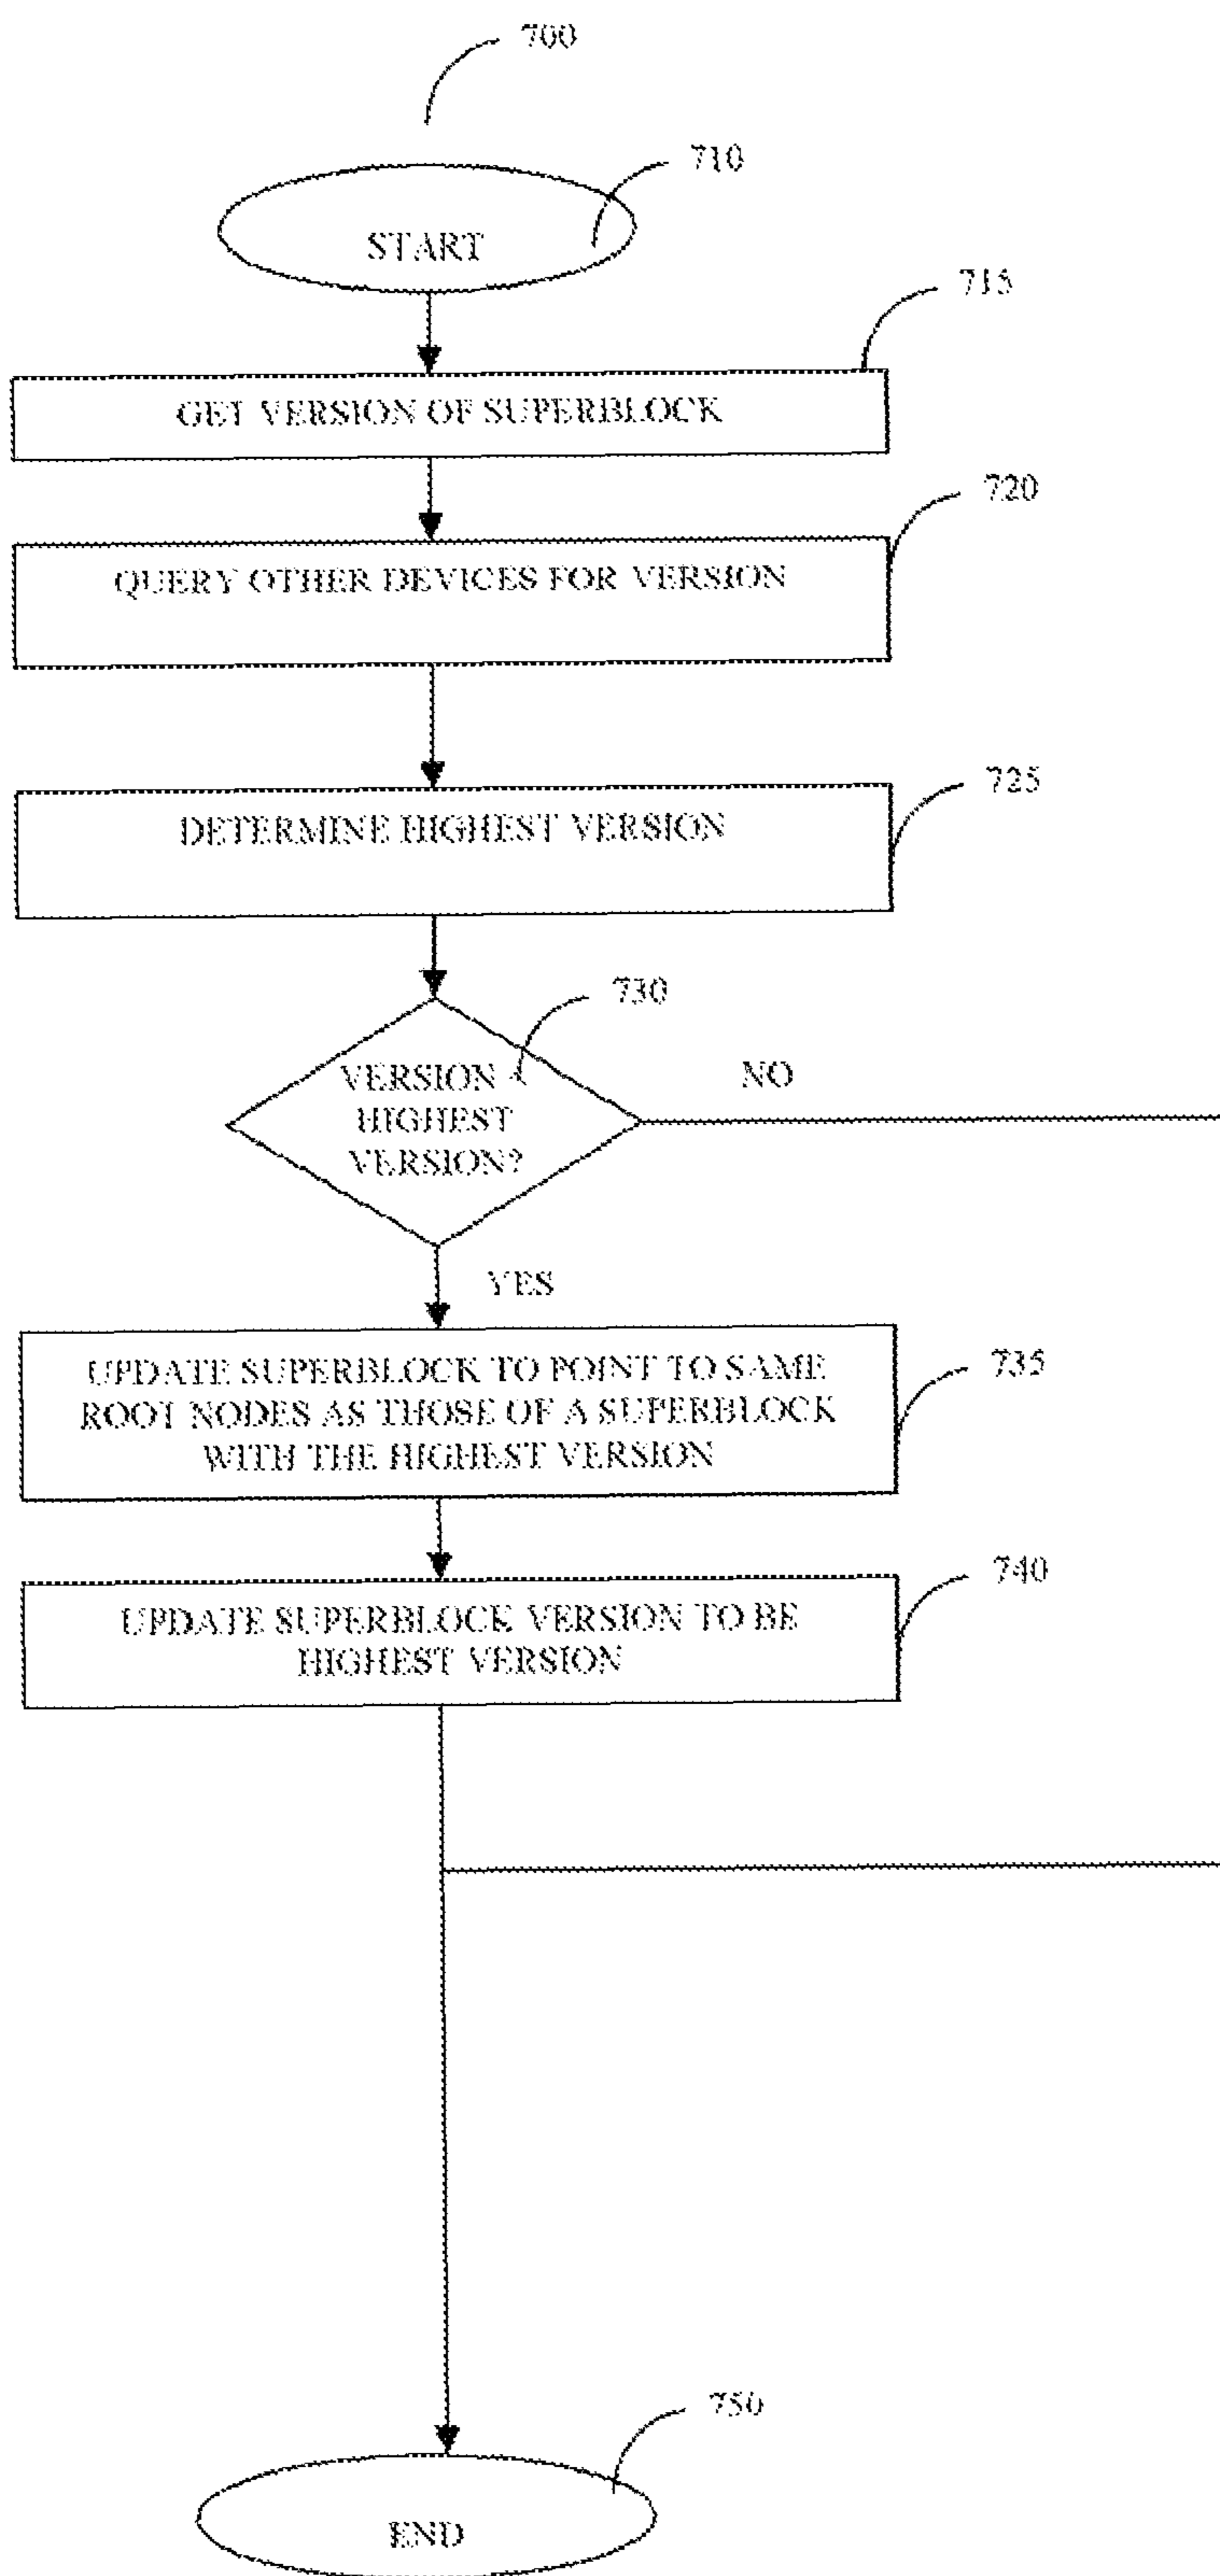 700
710
START
715
GET VERSION OF SUPERBLOCK
720
QUERY OTHER DEVICES FOR VERSION
725
DETERMINE HIGHEST VERSION
730
VERSION <
HIGHEST
VERSION?
NO
YES
735
UPDATE SUPERBLOCK TO POINT TO SAME
ROOT NODES AS THOSE OF A SUPERBLOCK
WITH THE HIGHEST VERSION
740
UPDATE SUPERBLOCK VERSION TO BE
HIGHEST VERSION
750
END